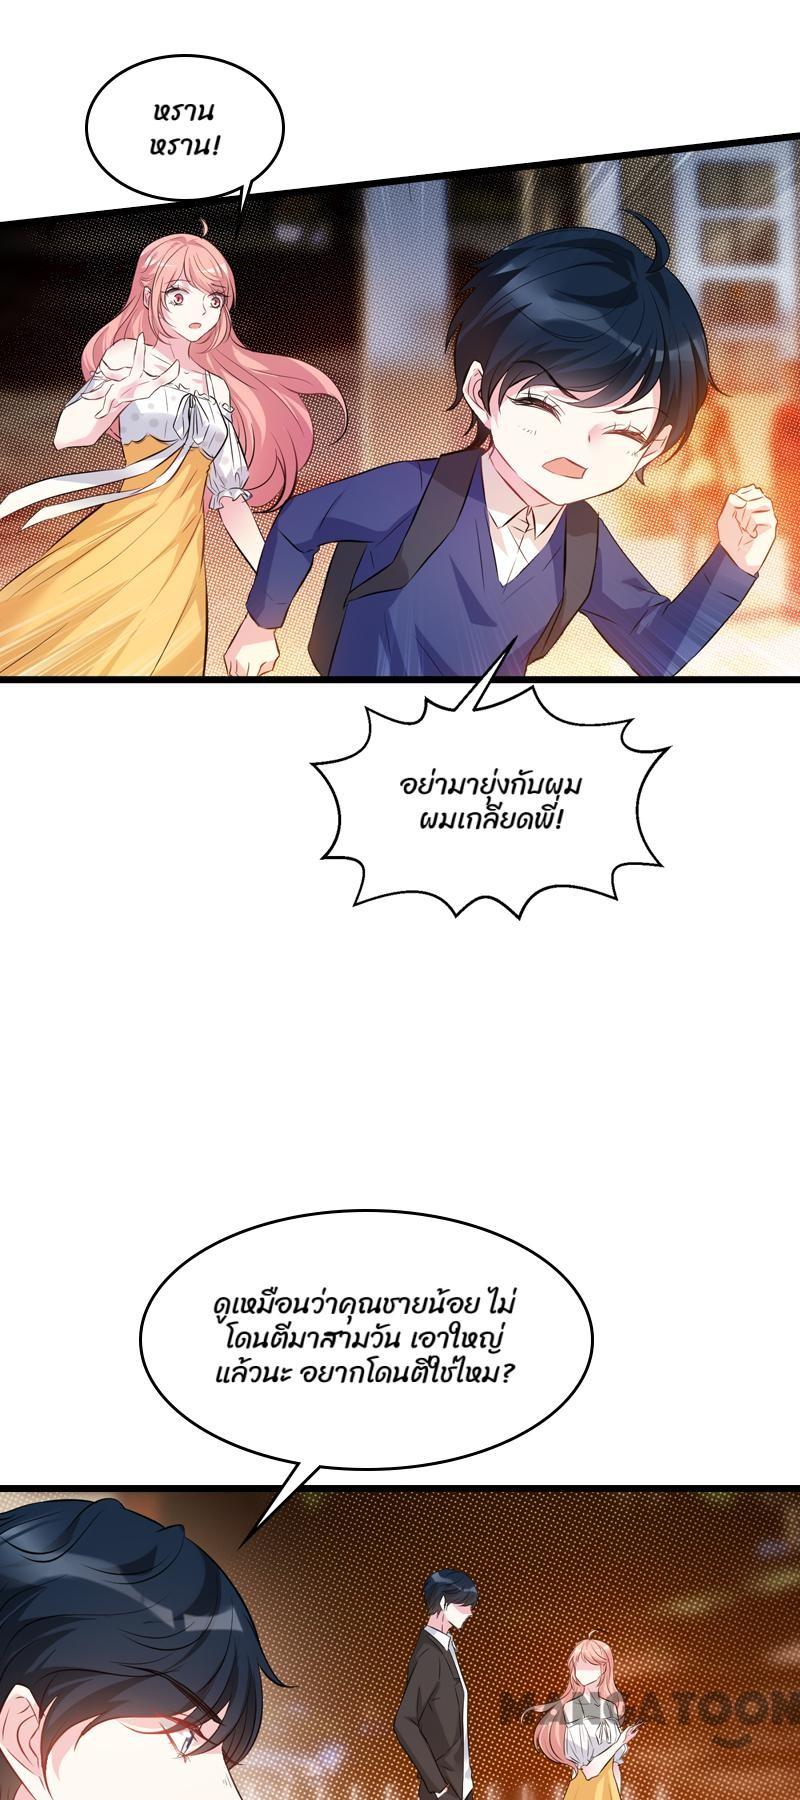 หราน
หราน!
อย่ามายุ่งกับผม
ผมเกลียดพี่!
ดูเหมือนว่าคุณชายน้อย ไม่
โดนตีมาสามวัน เอาใหญ่
แล้วนะ อยากโดนตีใช่ไหม?
MANGATOON